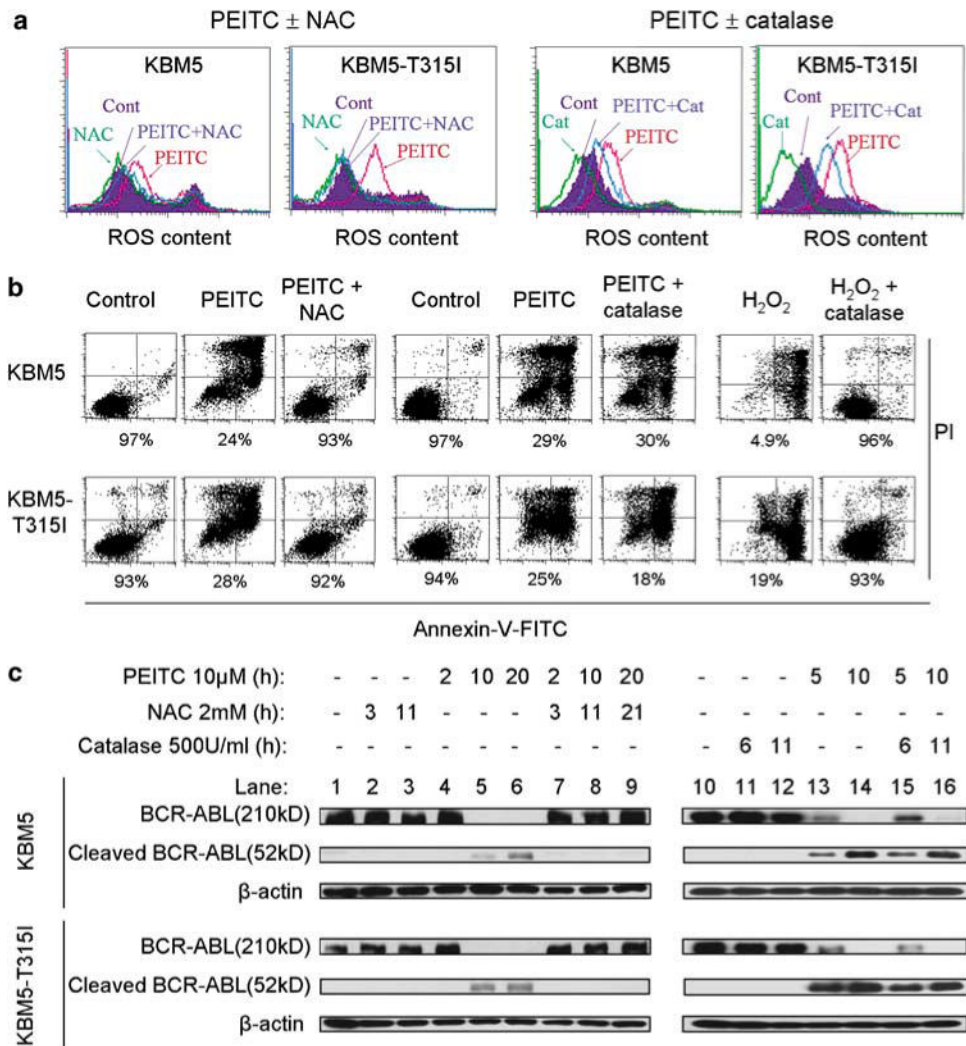 a
PEITC ± NAC
PEITC ± catalase
KBM5
KBM5-T315I
KBM5
KBM5-T315I
Cont
NAC
PEITC+NAC
PEITC
Cont
NAC
PEITC+NAC
PEITC
Cont
PEITC+Cat
Cat
PEITC
Cont
PEITC+Cat
Cat
PEITC
ROS content
ROS content
ROS content
ROS content
b
Control
PEITC
PEITC + NAC
Control
PEITC
PEITC + catalase
H₂O₂
H₂O₂ + catalase
KBM5
97%
24%
93%
97%
29%
30%
4.9%
96%
PI
KBM5-T315I
93%
28%
92%
94%
25%
18%
19%
93%
Annexin-V-FITC
c
PEITC 10µM (h): - - - 2 10 20 2 10 20 - - - 5 10 5 10
NAC 2mM (h): - 3 11 - - - 3 11 21 - - - - - - -
Catalase 500U/ml (h): - - - - - - - - - - 6 11 - - 6 11
Lane: 1 2 3 4 5 6 7 8 9 10 11 12 13 14 15 16
KBM5
BCR-ABL(210kD)
Cleaved BCR-ABL(52kD)
β-actin
KBM5-T315I
BCR-ABL(210kD)
Cleaved BCR-ABL(52kD)
β-actin